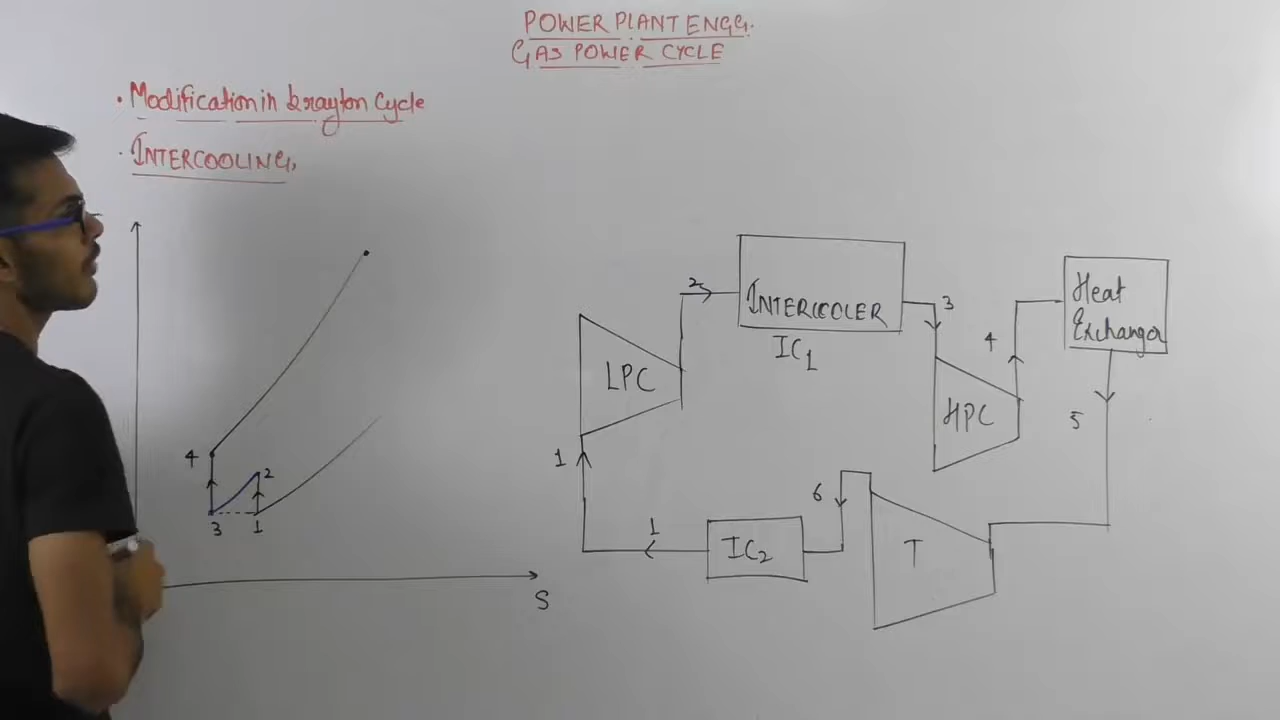 POWER PLANT ENGG.
GAS POWER CYCLE
. Modification in brayton Cycle
. INTERCOOLING,
2
INTERCOOLER
IC1
3
Heat
Exchanger
4
LPC
HPC
5
1
4
2
3
1
6
1
IC2
T
S